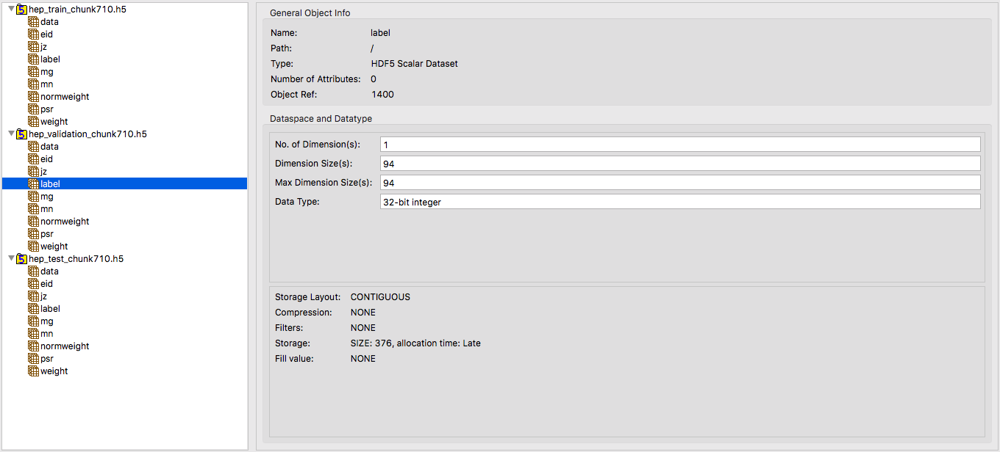 hep_train_chunk710.h5
data
eid
jz
label
mg
mn
normweight
psr
weight
hep_validation_chunk710.h5
data
eid
jz
label
mg
mn
normweight
psr
weight
hep_test_chunk710.h5
data
eid
jz
label
mg
mn
normweight
psr
weight
General Object Info
Name: label
Path: /
Type: HDF5 Scalar Dataset
Number of Attributes: 0
Object Ref: 1400
Dataspace and Datatype
No. of Dimension(s): 1
Dimension Size(s): 94
Max Dimension Size(s): 94
Data Type: 32-bit integer
Storage Layout: CONTIGUOUS
Compression: NONE
Filters: NONE
Storage: SIZE: 376, allocation time: Late
Fill value: NONE